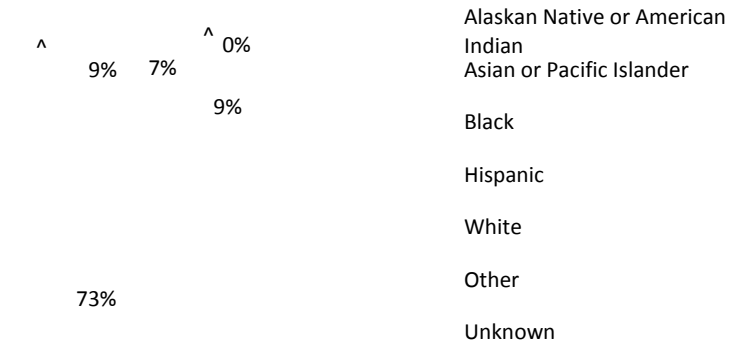 ^
^ 0%
9% 7%
9%
73%
Alaskan Native or American
Indian
Asian or Pacific Islander
Black
Hispanic
White
Other
Unknown